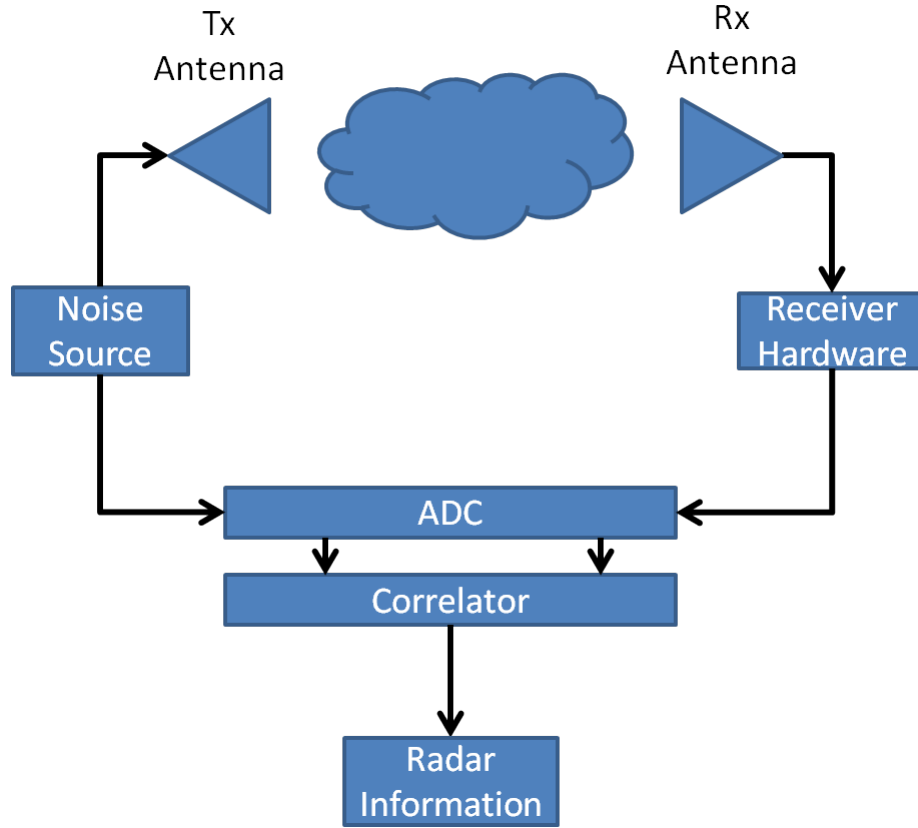 Tx
Antenna
Rx
Antenna
Noise
Source
Receiver
Hardware
ADC
Correlator
Radar
Information